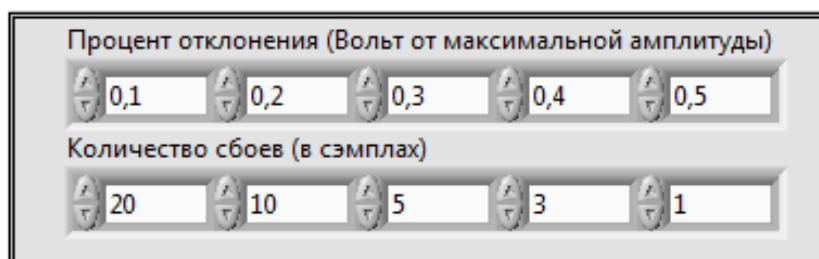 Процент отклонения (Вольт от максимальной амплитуды)
0,1 0,2 0,3 0,4 0,5
Количество сбоев (в сэмплах)
20 10 5 3 1